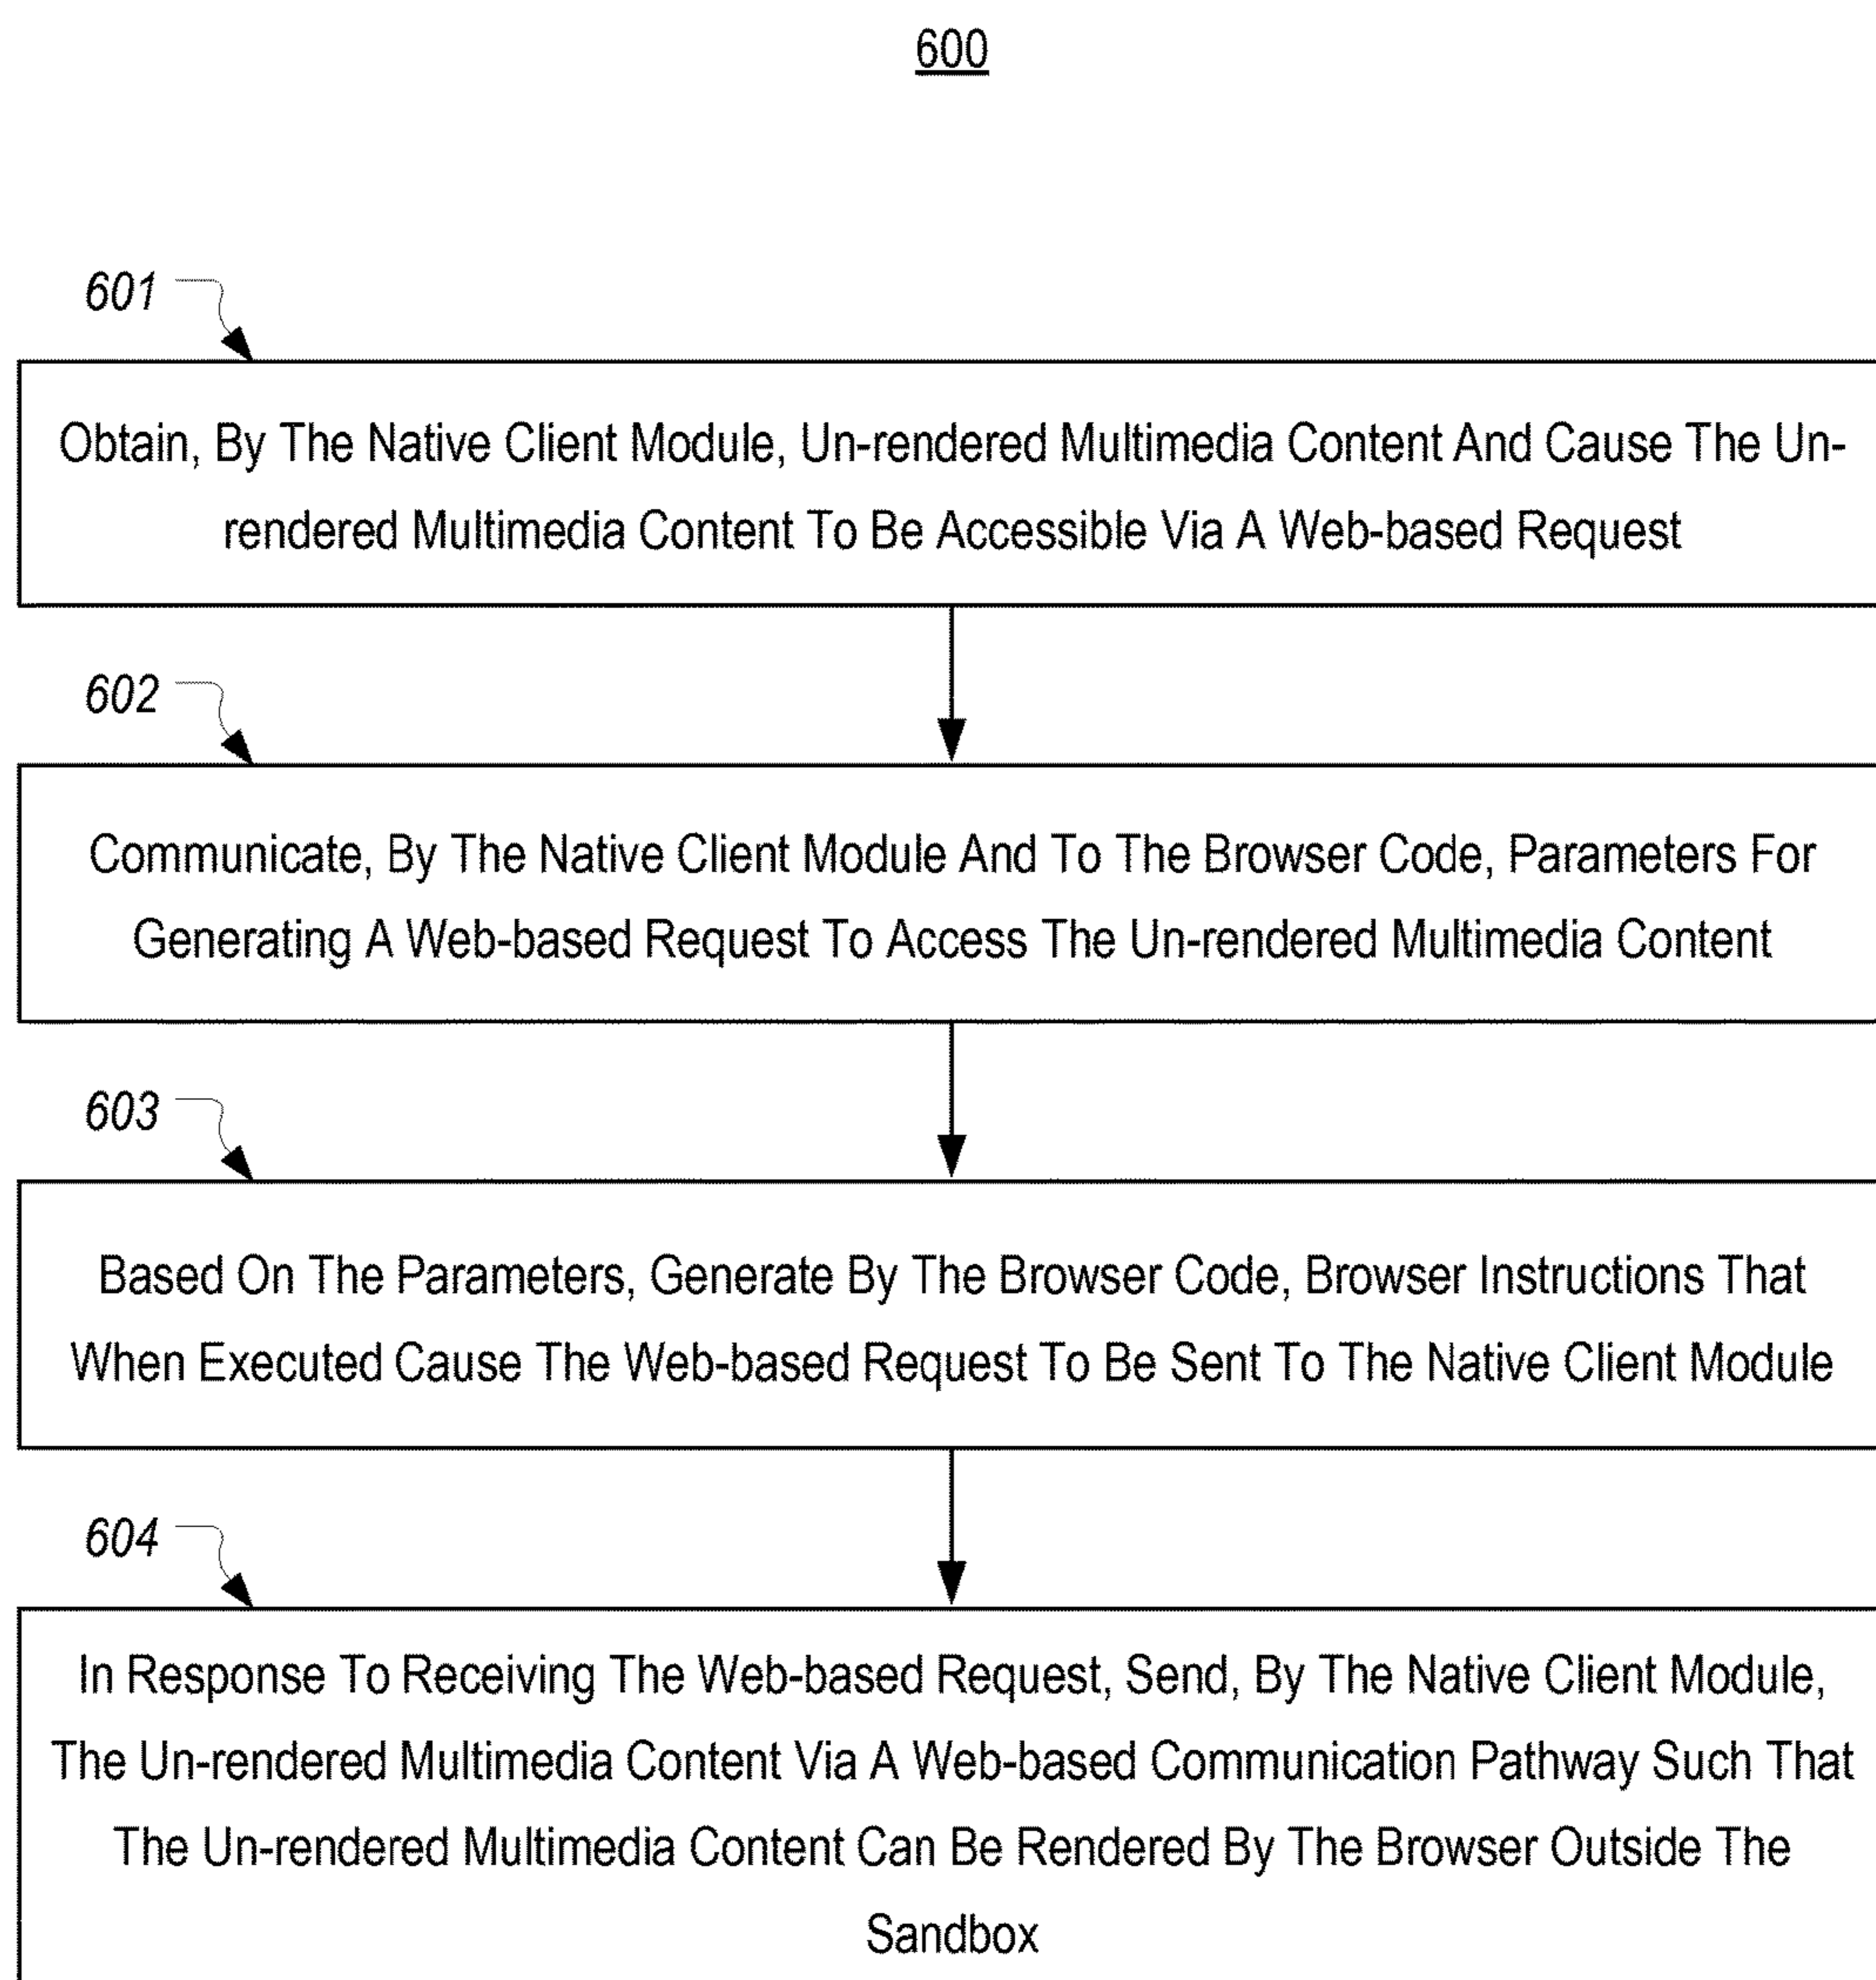 600
601
Obtain, By The Native Client Module, Un-rendered Multimedia Content And Cause The Un-
rendered Multimedia Content To Be Accessible Via A Web-based Request
602
Communicate, By The Native Client Module And To The Browser Code, Parameters For
Generating A Web-based Request To Access The Un-rendered Multimedia Content
603
Based On The Parameters, Generate By The Browser Code, Browser Instructions That
When Executed Cause The Web-based Request To Be Sent To The Native Client Module
604
In Response To Receiving The Web-based Request, Send, By The Native Client Module,
The Un-rendered Multimedia Content Via A Web-based Communication Pathway Such That
The Un-rendered Multimedia Content Can Be Rendered By The Browser Outside The
Sandbox